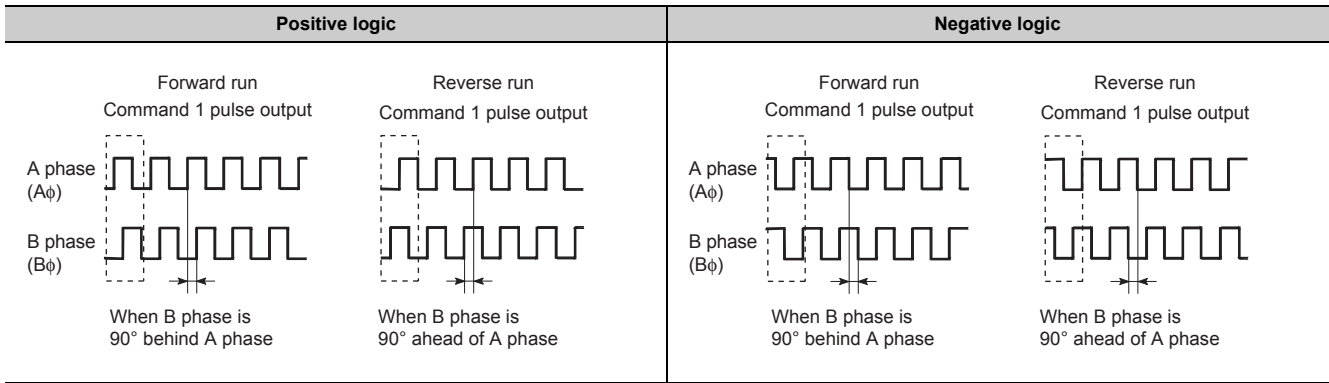 Positive logic
Negative logic
Forward run
Command 1 pulse output
Reverse run
Command 1 pulse output
A phase
(Aϕ)
B phase
(Bϕ)
When B phase is
90° behind A phase
When B phase is
90° ahead of A phase
Forward run
Command 1 pulse output
Reverse run
Command 1 pulse output
A phase
(Aϕ)
B phase
(Bϕ)
When B phase is
90° behind A phase
When B phase is
90° ahead of A phase